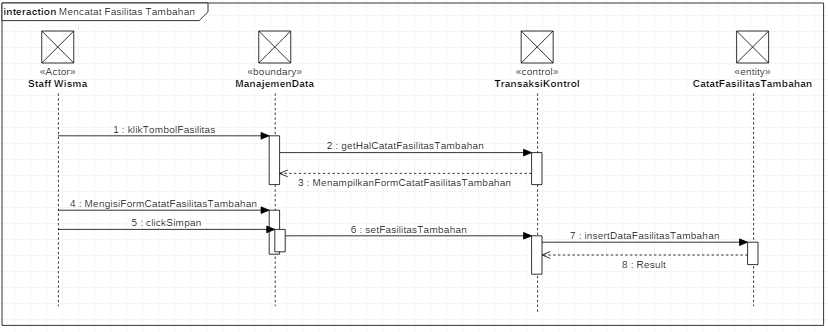 interaction Mencatat Fasilitas Tambahan
«Actor»
Staff Wisma
«boundary»
ManajemenData
«control»
TransaksiKontrol
«entity»
CatatFasilitasTambahan
1 : klikTombolFasilitas
2 : getHalCatatFasilitasTambahan
3 : MenampilkanFormCatatFasilitasTambahan
4 : MengisiFormCatatFasilitasTambahan
5 : clickSimpan
6 : setFasilitasTambahan
7 : insertDataFasilitasTambahan
8 : Result